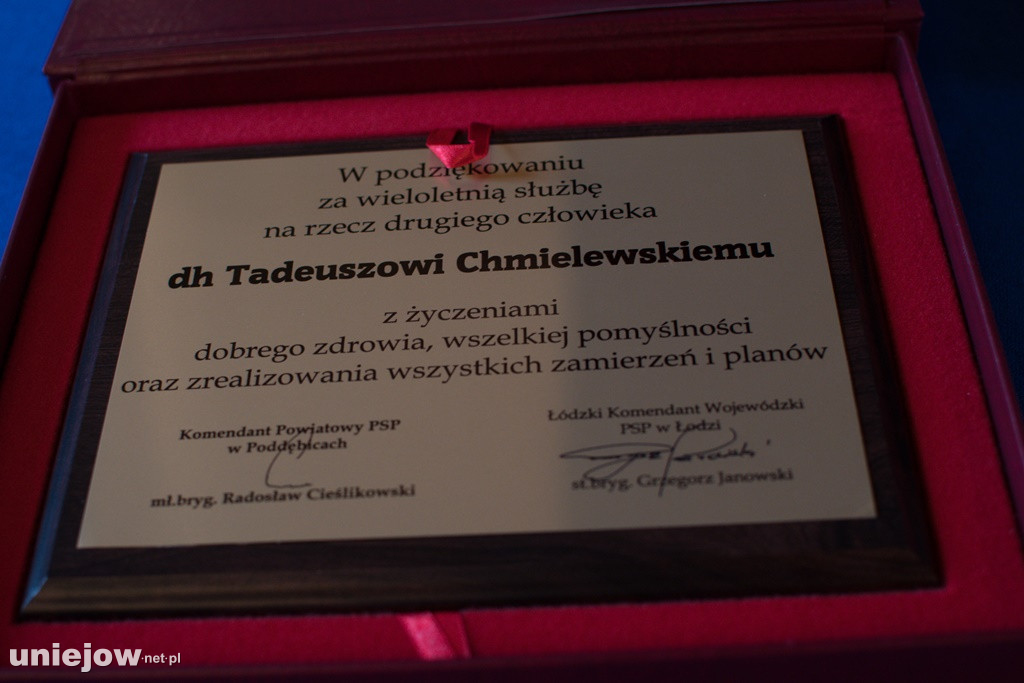 W podziękowaniu
za wieloletnią służbę
na rzecz drugiego człowieka
dh Tadeuszowi Chmielewskiemu
z życzeniami
dobrego zdrowia, wszelkiej pomyślności
oraz zrealizowania wszystkich zamierzeń i planów
Komendant Powiatowy PSP
w Poddębicach
mł.bryg. Radosław Cieślikowski
Łódzki Komendant Wojewódzki
PSP w Łodzi
st.bryg. Grzegorz Janowski
uniejow.net.pl